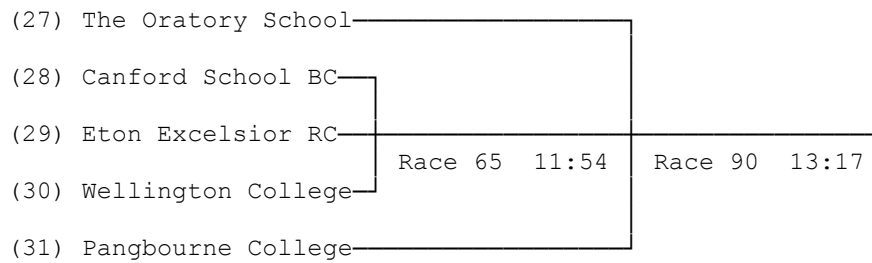 (27) The Oratory School
(28) Canford School BC
(29) Eton Excelsior RC
Race 65 11:54 Race 90 13:17
(30) Wellington College
(31) Pangbourne College